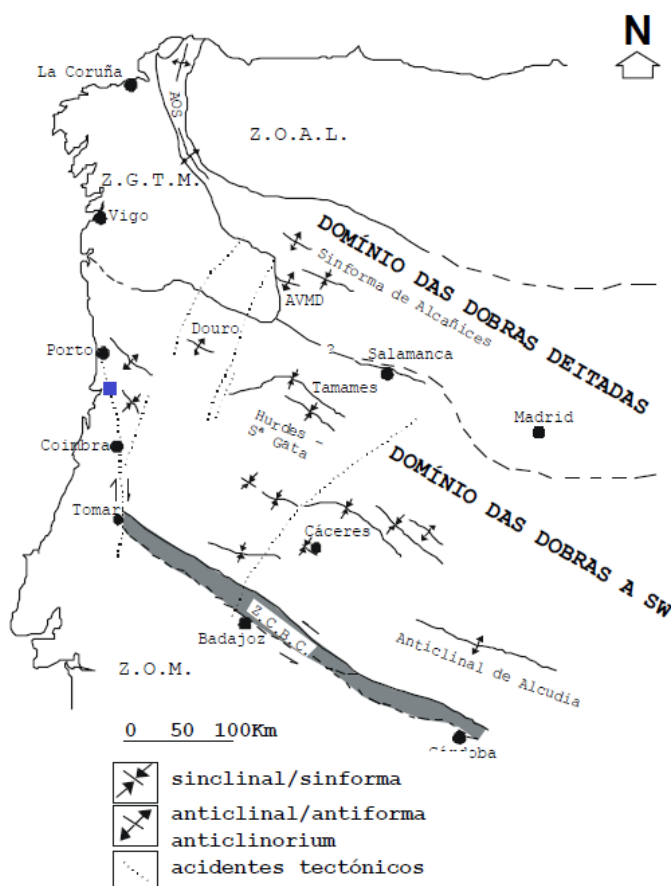 N
La Coruña
AOS
Z.O.A.L.
Z.G.T.M.
Vigo
DOMÍNIO DAS DOBRAS DEITADAS
Sinforma de Alcañices
AVMD
Douro
Porto
?
Salamanca
Tamames
Madrid
Hurdes -
Sª Gata
Coimbra
DOMÍNIO DAS DOBRAS A SW
Tomar
Cáceres
Z.C.B.C.
Badajoz
Anticlinal de Alcudia
Z.O.M.
0 50 100Km
Córdoba
sinclinal/sinforma
anticlinal/antiforma
anticlinorium
acidentes tectónicos